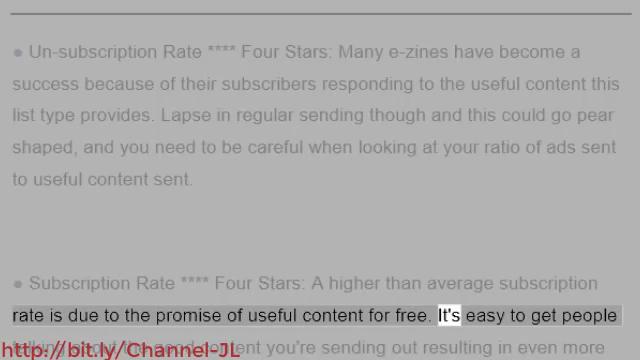 ● Un-subscription Rate **** Four Stars: Many e-zines have become a
success because of their subscribers responding to the useful content this
list type provides. Lapse in regular sending though and this could go pear
shaped, and you need to be careful when looking at your ratio of ads sent
to useful content sent.
● Subscription Rate **** Four Stars: A higher than average subscription
rate is due to the promise of useful content for free. It's easy to get people
talking about the good content you're sending out resulting in even more
http://bit.ly/Channel-JL